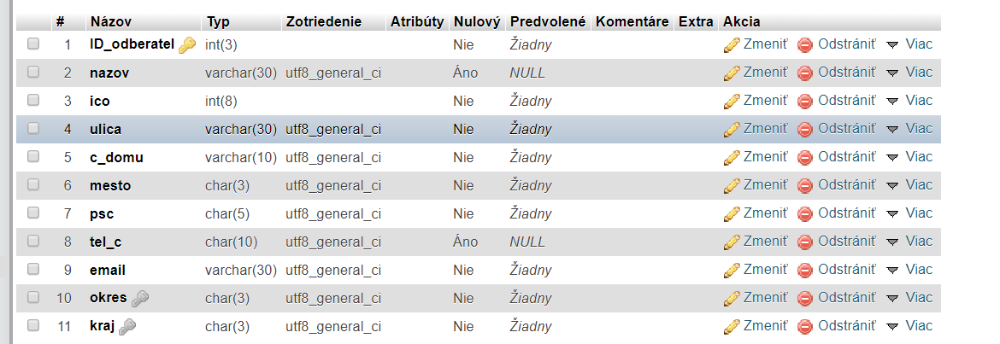 # Názov Typ Zotriedenie Atribúty Nulový Predvolené Komentáre Extra Akcia
1 ID_odberatel int(3) Nie Žiadny Zmeniť Odstrániť Viac
2 nazov varchar(30) utf8_general_ci Áno NULL Zmeniť Odstrániť Viac
3 ico int(8) Nie Žiadny Zmeniť Odstrániť Viac
4 ulica varchar(30) utf8_general_ci Nie Žiadny Zmeniť Odstrániť Viac
5 c_domu varchar(10) utf8_general_ci Nie Žiadny Zmeniť Odstrániť Viac
6 mesto char(3) utf8_general_ci Nie Žiadny Zmeniť Odstrániť Viac
7 psc char(5) utf8_general_ci Nie Žiadny Zmeniť Odstrániť Viac
8 tel_c char(10) utf8_general_ci Áno NULL Zmeniť Odstrániť Viac
9 email varchar(30) utf8_general_ci Nie Žiadny Zmeniť Odstrániť Viac
10 okres char(3) utf8_general_ci Nie Žiadny Zmeniť Odstrániť Viac
11 kraj char(3) utf8_general_ci Nie Žiadny Zmeniť Odstrániť Viac